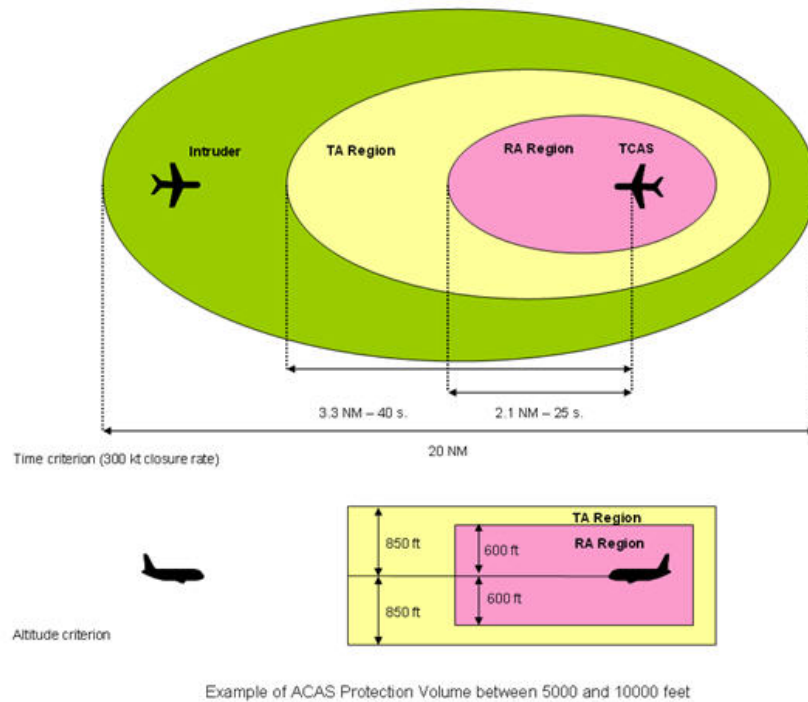 Intruder
TA Region
RA Region
TCAS
3.3 NM – 40 s.
2.1 NM – 25 s.
20 NM
Time criterion (300 kt closure rate)
TA Region
850 ft
600 ft
RA Region
850 ft
600 ft
Altitude criterion
Example of ACAS Protection Volume between 5000 and 10000 feet